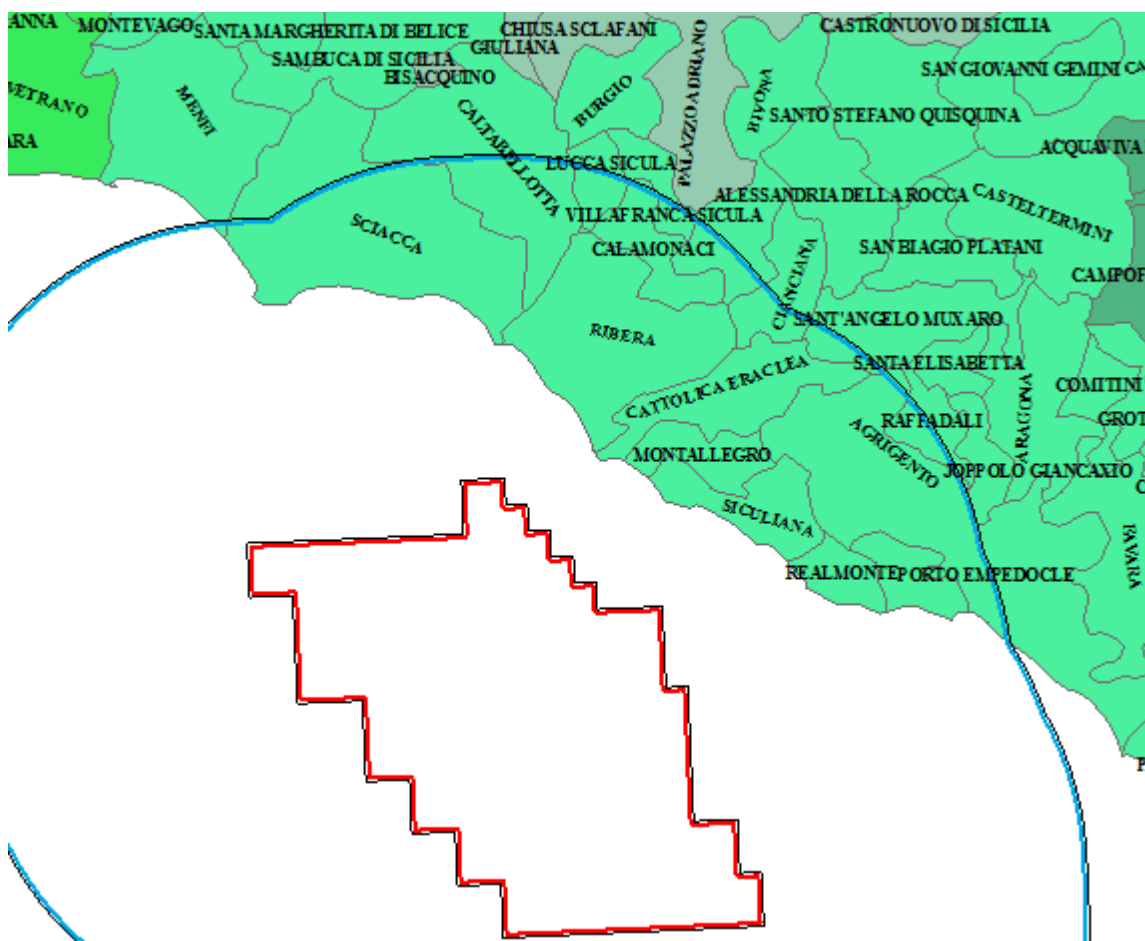 ANNA
MONTEVAGO
SANTA MARGHERITA DI BELICE
CHIUSA SCLAFANI
CASTRONUOVO DI SICILIA
GIULIANA
SAMBUCA DI SICILIA
BISACQUINO
PALAZZO ADRIANO
SAN GIOVANNI GEMINI
CA
VETRANO
MENFI
BURGIO
BIVONA
SANTO STEFANO QUISQUINA
ARA
CALTABELLOTTA
LUCCA SICULA
ACQUAVIVA
ALESSANDRIA DELLA ROCCA
CASTELTERMINI
SCIACCA
VILLAFRANCA SICULA
CALAMONACI
SAN BIAGIO PLATANI
CAMPOF
CIANCIANA
RIBERA
SANT'ANGELO MUXARO
SANTA ELISABETTA
CATTOLICA ERACLEA
COMITINI
ARAGONA
RAFFADALI
GROT
AGRIGENTO
MONTALLEGRO
JOPPOLO GIANCAXIO
C
SICULIANA
FAVARA
REALMONTE
PORTO EMPEDOCLE
P